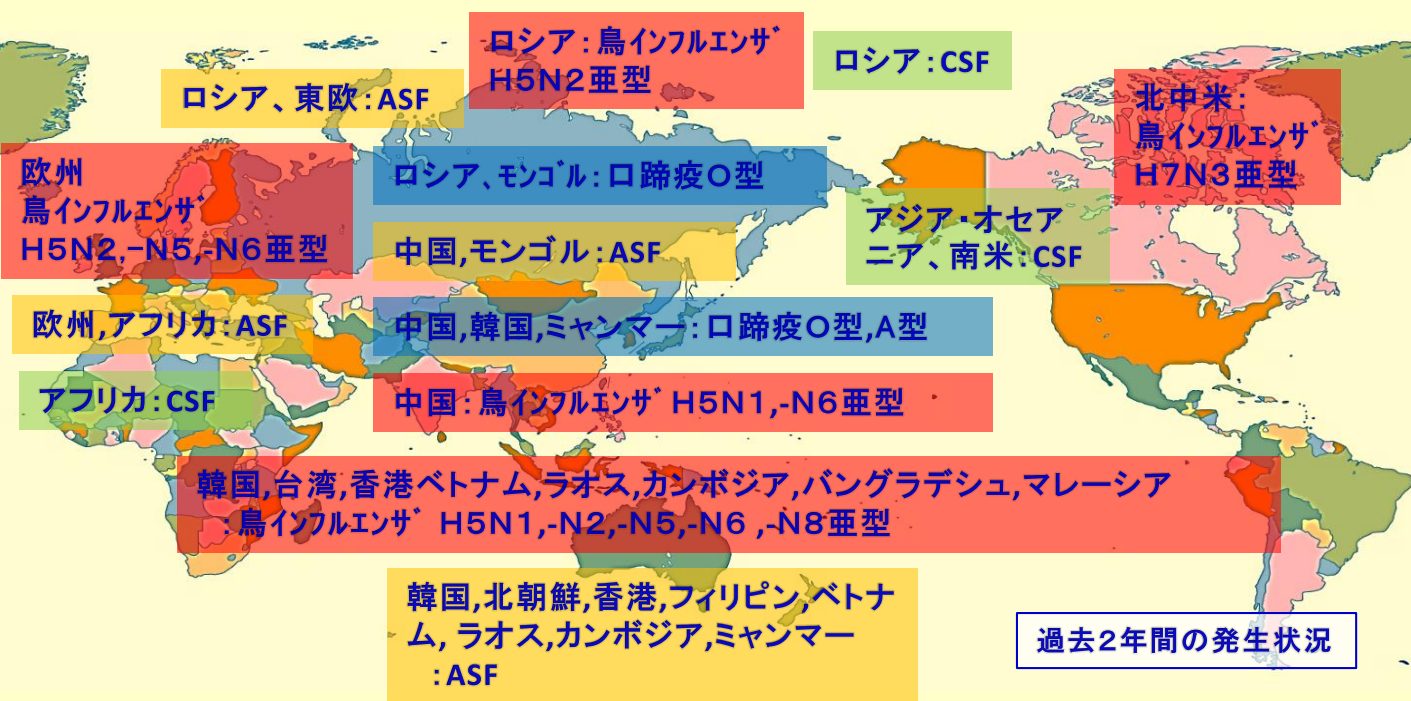 ロシア：鳥インフルエンザ
H5N2亜型
ロシア：CSF
ロシア、東欧：ASF
北中米：
鳥インフルエンザ
H7N3亜型
欧州
鳥インフルエンザ
H5N2,-N5,-N6亜型
ロシア、モンゴル：口蹄疫O型
アジア・オセア
ニア、南米：CSF
中国,モンゴル：ASF
欧州,アフリカ：ASF
中国,韓国,ミャンマー：口蹄疫O型,A型
アフリカ：CSF
中国：鳥インフルエンザ H5N1,-N6亜型
韓国,台湾,香港ベトナム,ラオス,カンボジア,バングラデシュ,マレーシア
：鳥インフルエンザ H5N1,-N2,-N5,-N6 ,-N8亜型
韓国,北朝鮮,香港,フィリピン,ベトナ
ム, ラオス,カンボジア,ミャンマー
：ASF
過去2年間の発生状況